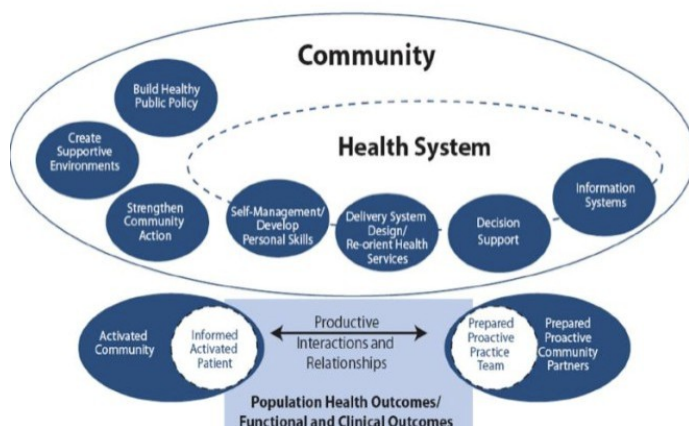 Community
Build Healthy
Public Policy
Create
Supportive
Environments
Strengthen
Community
Action
Health System
Self-Management/
Develop
Personal Skills
Delivery System
Design/
Re-orient Health
Services
Decision
Support
Information
Systems
Activated
Community
Informed
Activated
Patient
Productive
Interactions and
Relationships
Prepared
Proactive
Practice
Team
Prepared
Proactive
Community
Partners
Population Health Outcomes/
Functional and Clinical Outcomes